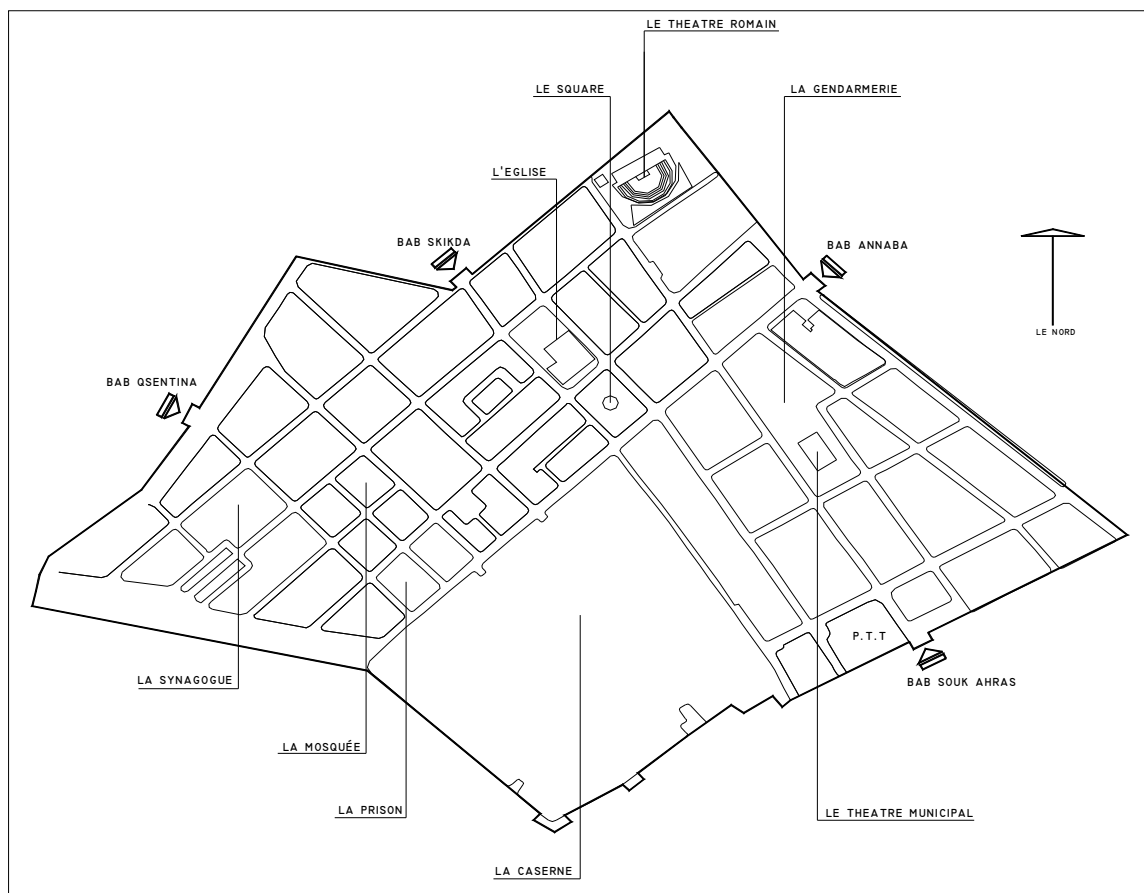 LE THEATRE ROMAIN
LE SQUARE
LA GENDARMERIE
L'EGLISE
BAB SKIKDA
BAB ANNABA
LE NORD
BAB QSENTINA
P.T.T
LA SYNAGOGUE
BAB SOUK AHRAS
LA MOSQUÉE
LA PRISON
LE THEATRE MUNICIPAL
LA CASERNE